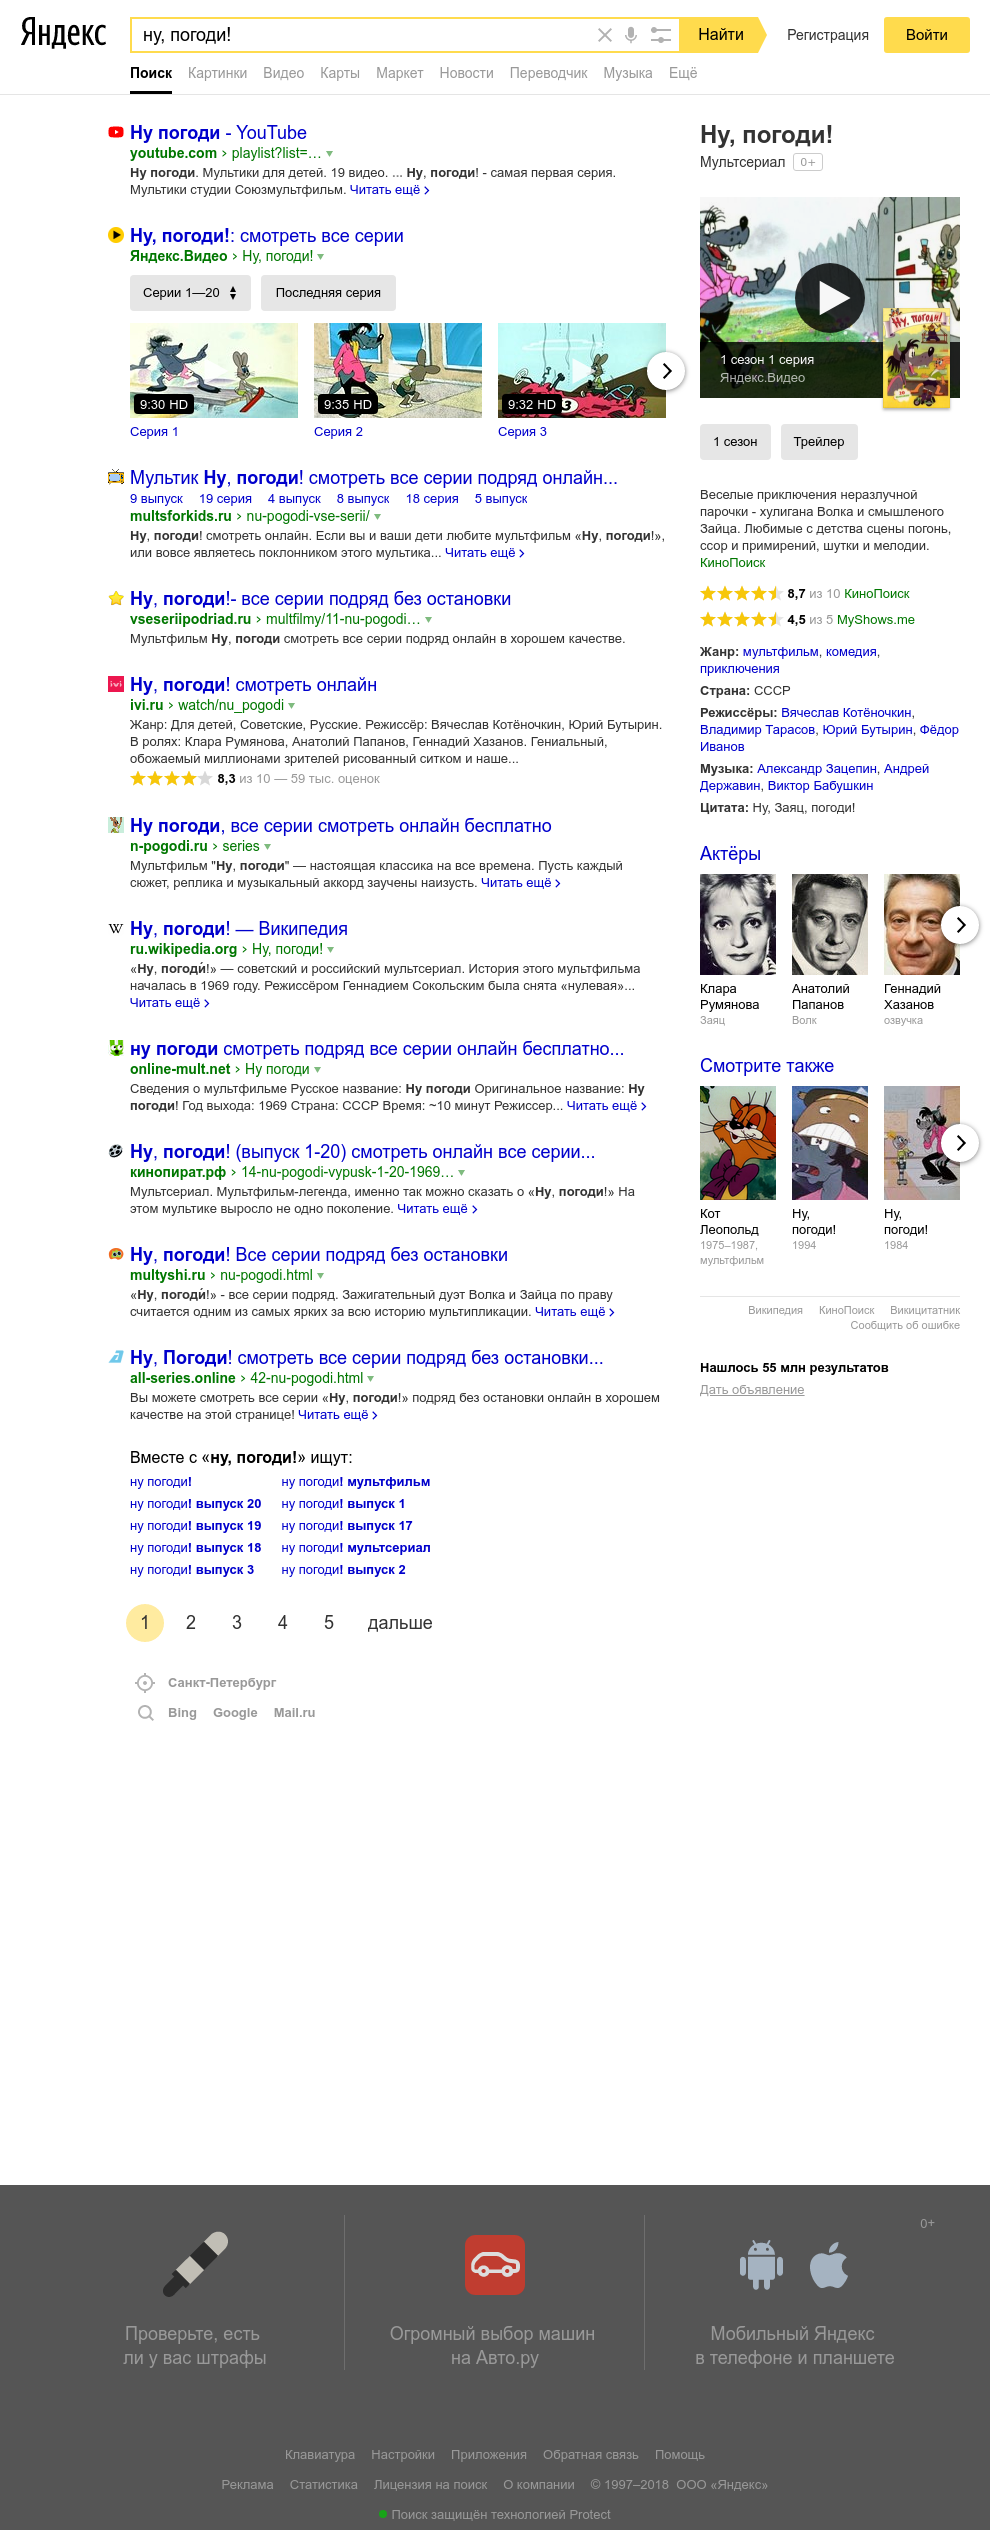 Яндекс
ну, погоди!
Найти
Регистрация
Войти
Поиск Картинки Видео Карты Маркет Новости Переводчик Музыка Ещё
Ну погоди - YouTube
youtube.com › playlist?list=…
Ну погоди. Мультики для детей. 19 видео. ... Ну, погоди! - самая первая серия.
Мультики студии Союзмультфильм. Читать ещё ›
Ну, погоди!: смотреть все серии
Яндекс.Видео › Ну, погоди!
Серии 1—20
Последняя серия
9:30 HD
9:35 HD
9:32 HD
Серия 1
Серия 2
Серия 3
Мультик Ну, погоди! смотреть все серии подряд онлайн...
9 выпуск 19 серия 4 выпуск 8 выпуск 18 серия 5 выпуск
multsforkids.ru › nu-pogodi-vse-serii/
Ну, погоди! смотреть онлайн. Если вы и ваши дети любите мультфильм «Ну, погоди!»,
или вовсе являетесь поклонником этого мультика... Читать ещё ›
Ну, погоди!- все серии подряд без остановки
vseseriipodriad.ru › multfilmy/11-nu-pogodi…
Мультфильм Ну, погоди смотреть все серии подряд онлайн в хорошем качестве.
ivi
Ну, погоди! смотреть онлайн
ivi.ru › watch/nu_pogodi
Жанр: Для детей, Советские, Русские. Режиссёр: Вячеслав Котёночкин, Юрий Бутырин.
В ролях: Клара Румянова, Анатолий Папанов, Геннадий Хазанов. Гениальный,
обожаемый миллионами зрителей рисованный ситком и наше...
8,3 из 10 — 59 тыс. оценок
Ну погоди, все серии смотреть онлайн бесплатно
n-pogodi.ru › series
Мультфильм "Ну, погоди" — настоящая классика на все времена. Пусть каждый
сюжет, реплика и музыкальный аккорд заучены наизусть. Читать ещё ›
W
Ну, погоди! — Википедия
ru.wikipedia.org › Ну, погоди!
«Ну, погоди́!» — советский и российский мультсериал. История этого мультфильма
началась в 1969 году. Режиссёром Геннадием Сокольским была снята «нулевая»...
Читать ещё ›
ну погоди смотреть подряд все серии онлайн бесплатно...
online-mult.net › Ну погоди
Сведения о мультфильме Русское название: Ну погоди Оригинальное название: Ну
погоди! Год выхода: 1969 Страна: СССР Время: ~10 минут Режиссер... Читать ещё ›
Ну, погоди! (выпуск 1-20) смотреть онлайн все серии...
кинопират.рф › 14-nu-pogodi-vypusk-1-20-1969…
Мультсериал. Мультфильм-легенда, именно так можно сказать о «Ну, погоди!» На
этом мультике выросло не одно поколение. Читать ещё ›
Ну, погоди! Все серии подряд без остановки
multyshi.ru › nu-pogodi.html
«Ну, погоди́!» - все серии подряд. Зажигательный дуэт Волка и Зайца по праву
считается одним из самых ярких за всю историю мультипликации. Читать ещё ›
Ну, Погоди! смотреть все серии подряд без остановки...
all-series.online › 42-nu-pogodi.html
Вы можете смотреть все серии «Ну, погоди!» подряд без остановки онлайн в хорошем
качестве на этой странице! Читать ещё ›
Вместе с «ну, погоди!» ищут:
ну погоди! ну погоди! мультфильм
ну погоди! выпуск 20 ну погоди! выпуск 1
ну погоди! выпуск 19 ну погоди! выпуск 17
ну погоди! выпуск 18 ну погоди! мультсериал
ну погоди! выпуск 3 ну погоди! выпуск 2
1 2 3 4 5 дальше
Санкт-Петербург
Bing Google Mail.ru
Ну, погоди!
Мультсериал 0+
НУ, ПОГОДИ!
1 сезон 1 серия
Яндекс.Видео
1 сезон
Трейлер
Веселые приключения неразлучной
парочки - хулигана Волка и смышленого
Зайца. Любимые с детства сцены погонь,
ссор и примирений, шутки и мелодии.
КиноПоиск
8,7 из 10 КиноПоиск
4,5 из 5 MyShows.me
Жанр: мультфильм, комедия,
приключения
Страна: СССР
Режиссёры: Вячеслав Котёночкин,
Владимир Тарасов, Юрий Бутырин, Фёдор
Иванов
Музыка: Александр Зацепин, Андрей
Державин, Виктор Бабушкин
Цитата: Ну, Заяц, погоди!
Актёры
Клара
Румянова
Заяц
Анатолий
Папанов
Волк
Геннадий
Хазанов
озвучка
Смотрите также
Кот
Леопольд
1975–1987,
мультфильм
Ну,
погоди!
1994
Ну,
погоди!
1984
Википедия КиноПоиск Викицитатник
Сообщить об ошибке
Нашлось 55 млн результатов
Дать объявление
0+
Проверьте, есть
ли у вас штрафы
Огромный выбор машин
на Авто.ру
Мобильный Яндекс
в телефоне и планшете
Клавиатура Настройки Приложения Обратная связь Помощь
Реклама Статистика Лицензия на поиск О компании © 1997–2018 ООО «Яндекс»
Поиск защищён технологией Protect